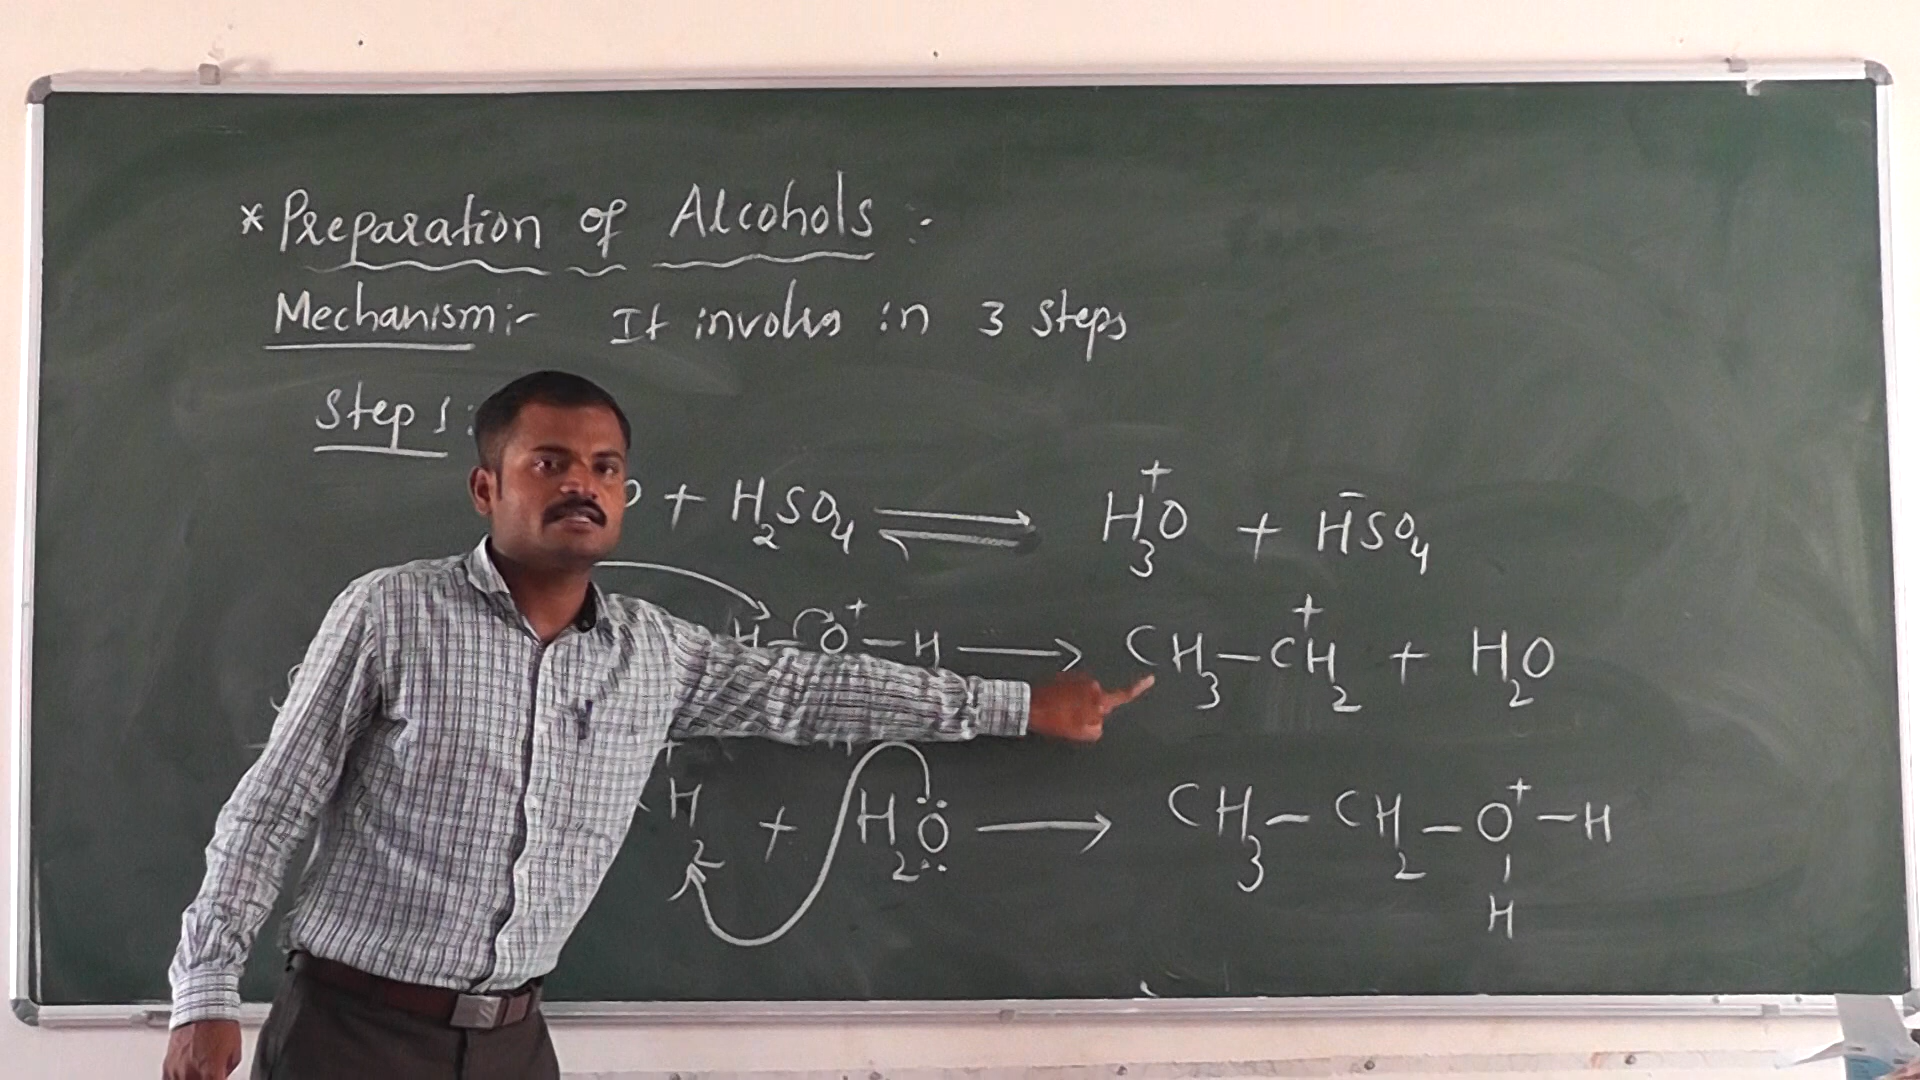 *Preparation of Alcohols :-
Mechanism :- It involves in 3 steps
Step 1:
+ H₂SO₄ ⇌ H₃O⁺ + HSO₄⁻
H–O⁺–H → CH₃–CH₂⁺ + H₂O
H₂ + H₂O → CH₃–CH₂–O⁺–H
H